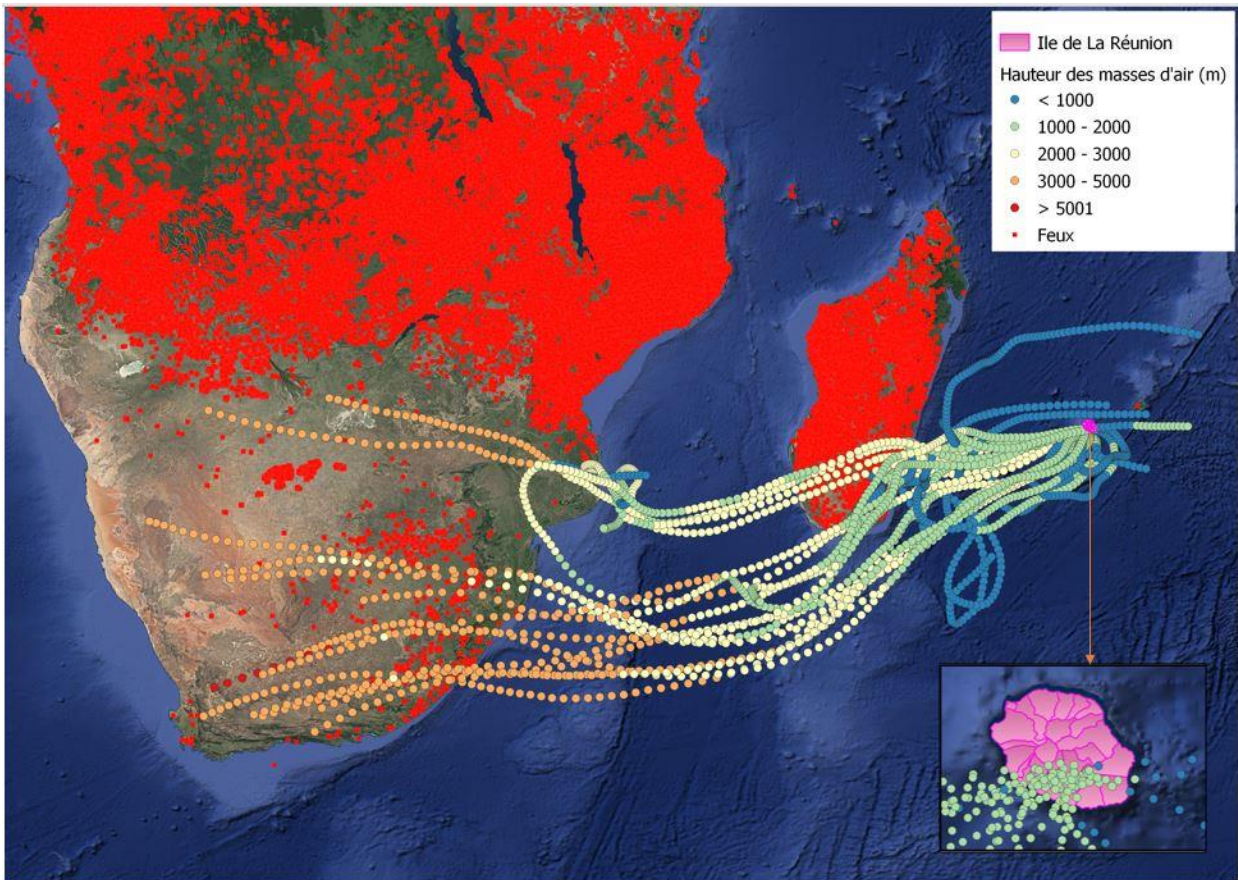 Ile de La Réunion
Hauteur des masses d'air (m)
< 1000
1000 - 2000
2000 - 3000
3000 - 5000
> 5001
Feux